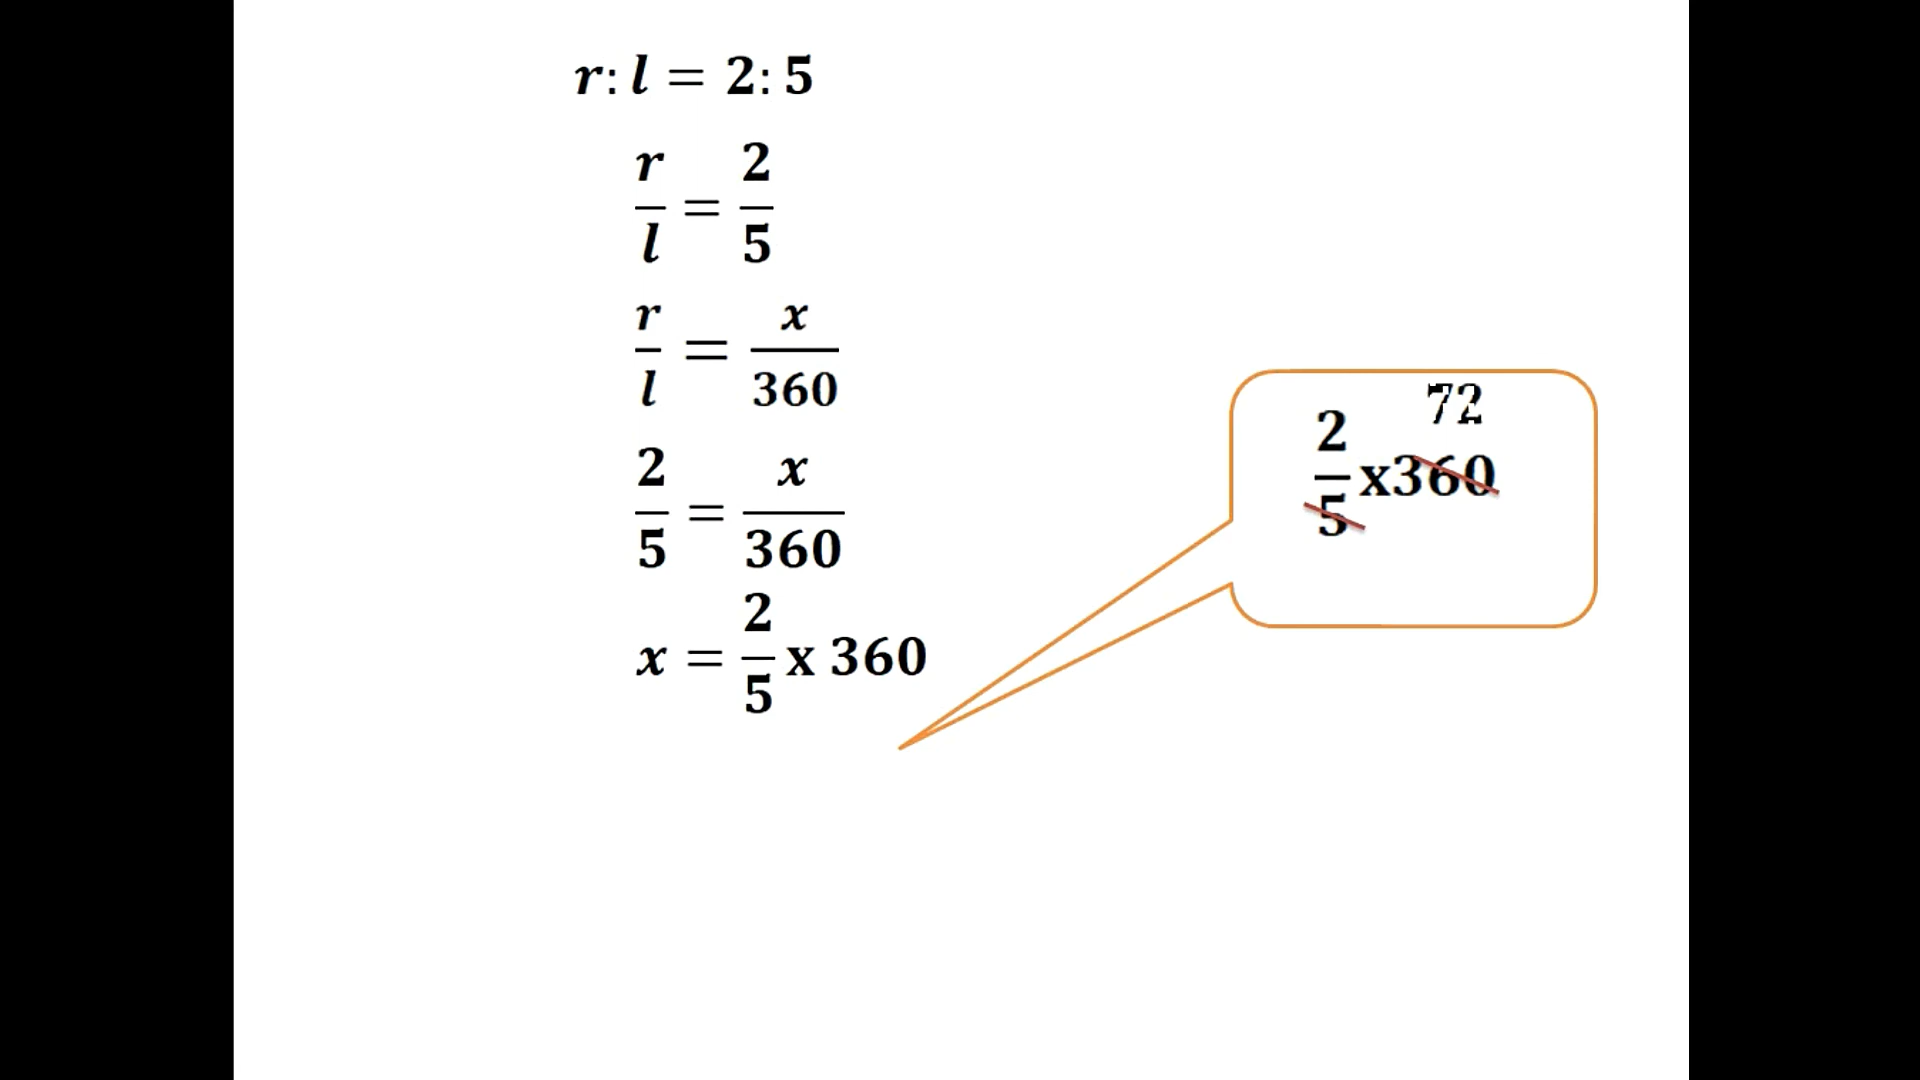 r: l = 2: 5
r/l = 2/5
r/l = x/360
2/5 = x/360
x = 2/5 x 360
72
2/5 x360